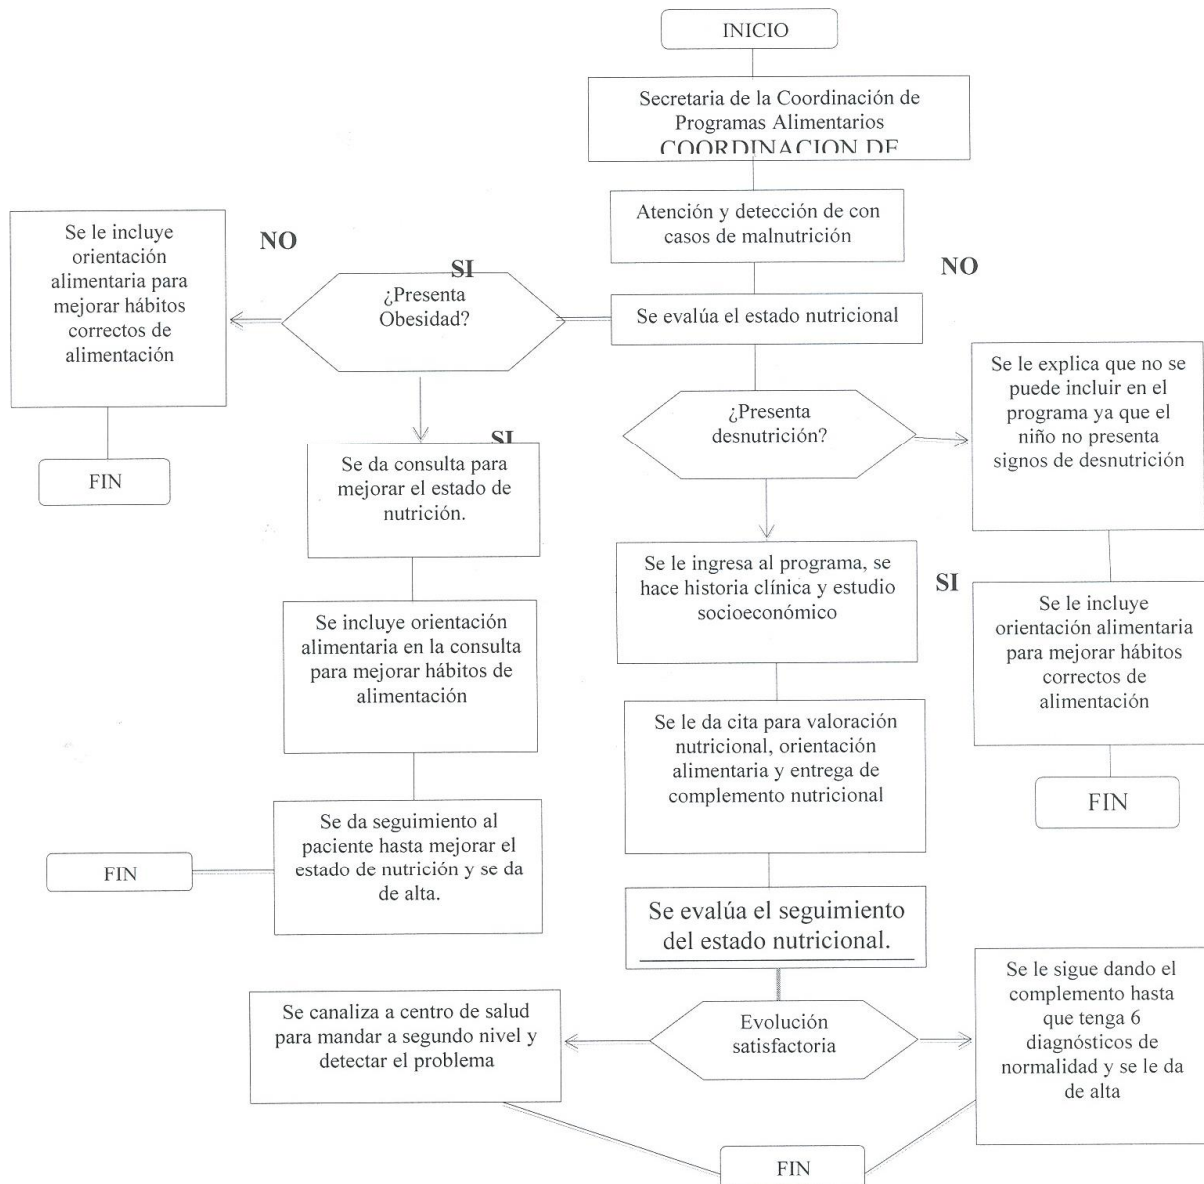 INICIO
Secretaria de la Coordinación de
Programas Alimentarios
COORDINACION DE
Atención y detección de con
casos de malnutrición
NO
SI
NO
Se le incluye
orientación
alimentaria para
mejorar hábitos
correctos de
alimentación
¿Presenta
Obesidad?
Se evalúa el estado nutricional
Se le explica que no se
puede incluir en el
programa ya que el
niño no presenta
signos de desnutrición
¿Presenta
desnutrición?
FIN
SI
Se da consulta para
mejorar el estado de
nutrición.
Se le ingresa al programa, se
hace historia clínica y estudio
socioeconómico
SI
Se le incluye
orientación alimentaria
para mejorar hábitos
correctos de
alimentación
Se incluye orientación
alimentaria en la consulta
para mejorar hábitos de
alimentación
Se le da cita para valoración
nutricional, orientación
alimentaria y entrega de
complemento nutricional
FIN
Se da seguimiento al
paciente hasta mejorar el
estado de nutrición y se da
de alta.
FIN
Se evalúa el seguimiento
del estado nutricional.
Se canaliza a centro de salud
para mandar a segundo nivel y
detectar el problema
Evolución
satisfactoria
Se le sigue dando el
complemento hasta
que tenga 6
diagnósticos de
normalidad y se le da
de alta
FIN